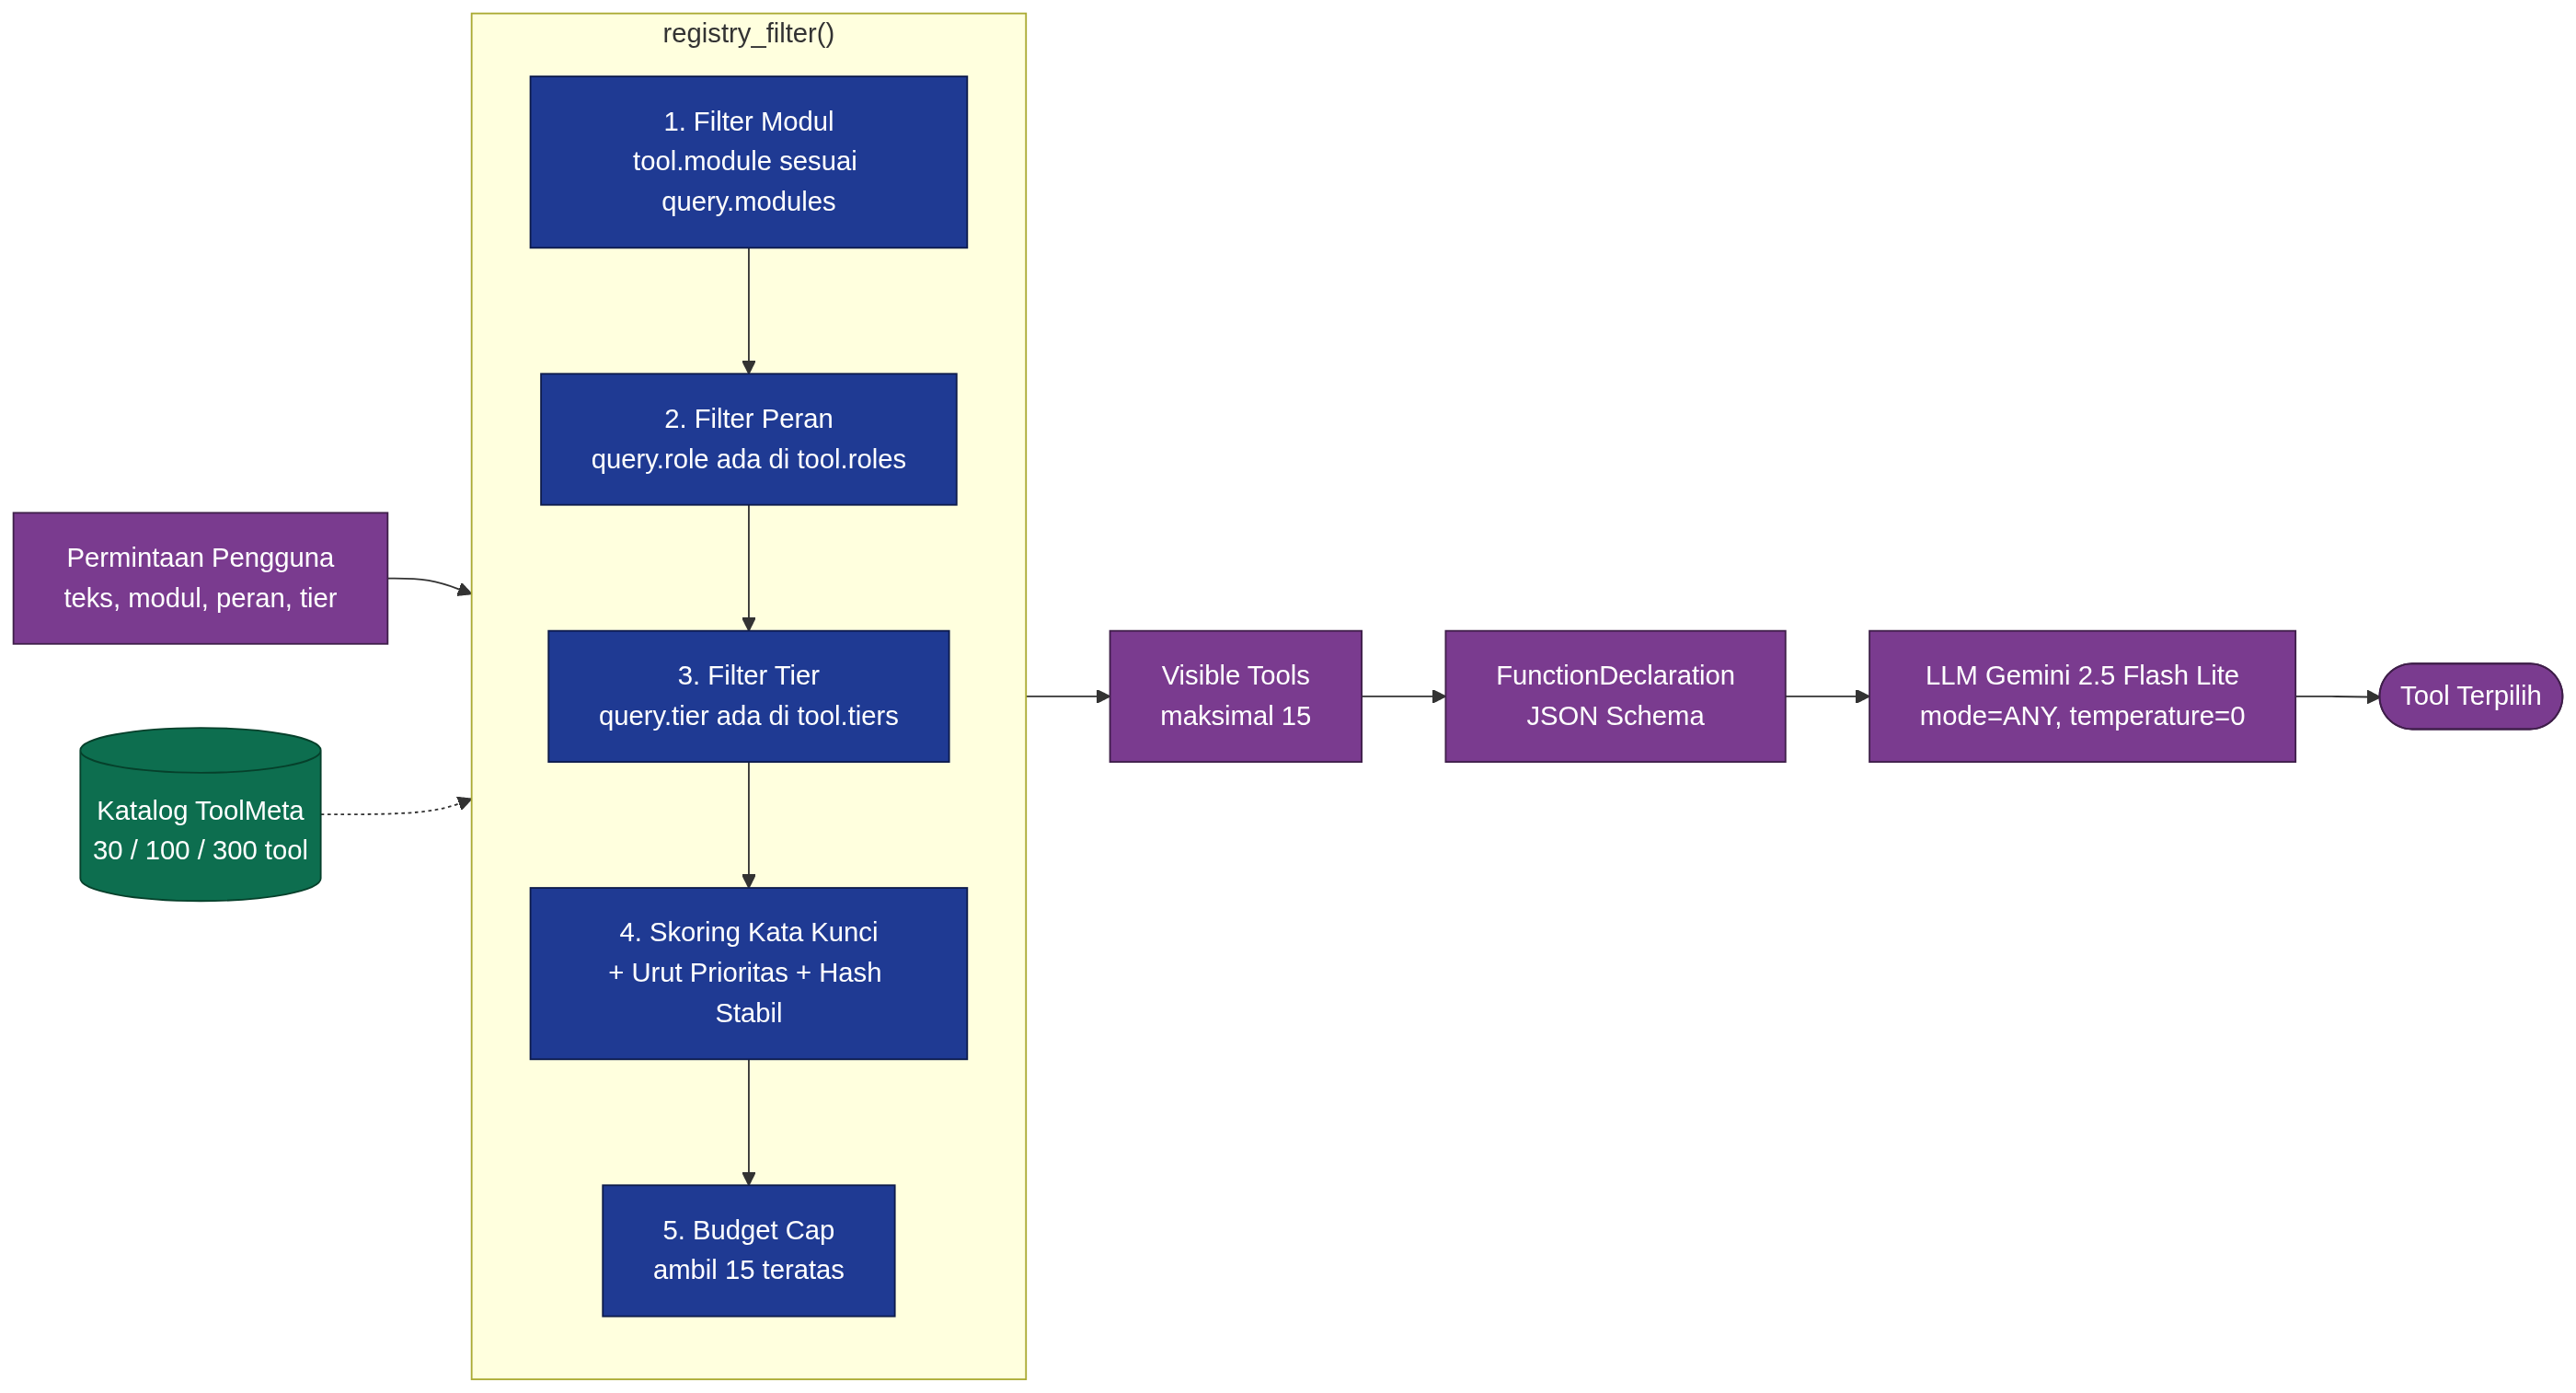 registry_filter()
1. Filter Modul
tool.module sesuai
query.modules
2. Filter Peran
query.role ada di tool.roles
Permintaan Pengguna
teks, modul, peran, tier
3. Filter Tier
query.tier ada di tool.tiers
Visible Tools
maksimal 15
FunctionDeclaration
JSON Schema
LLM Gemini 2.5 Flash Lite
mode=ANY, temperature=0
Tool Terpilih
Katalog ToolMeta
30 / 100 / 300 tool
4. Skoring Kata Kunci
+ Urut Prioritas + Hash
Stabil
5. Budget Cap
ambil 15 teratas